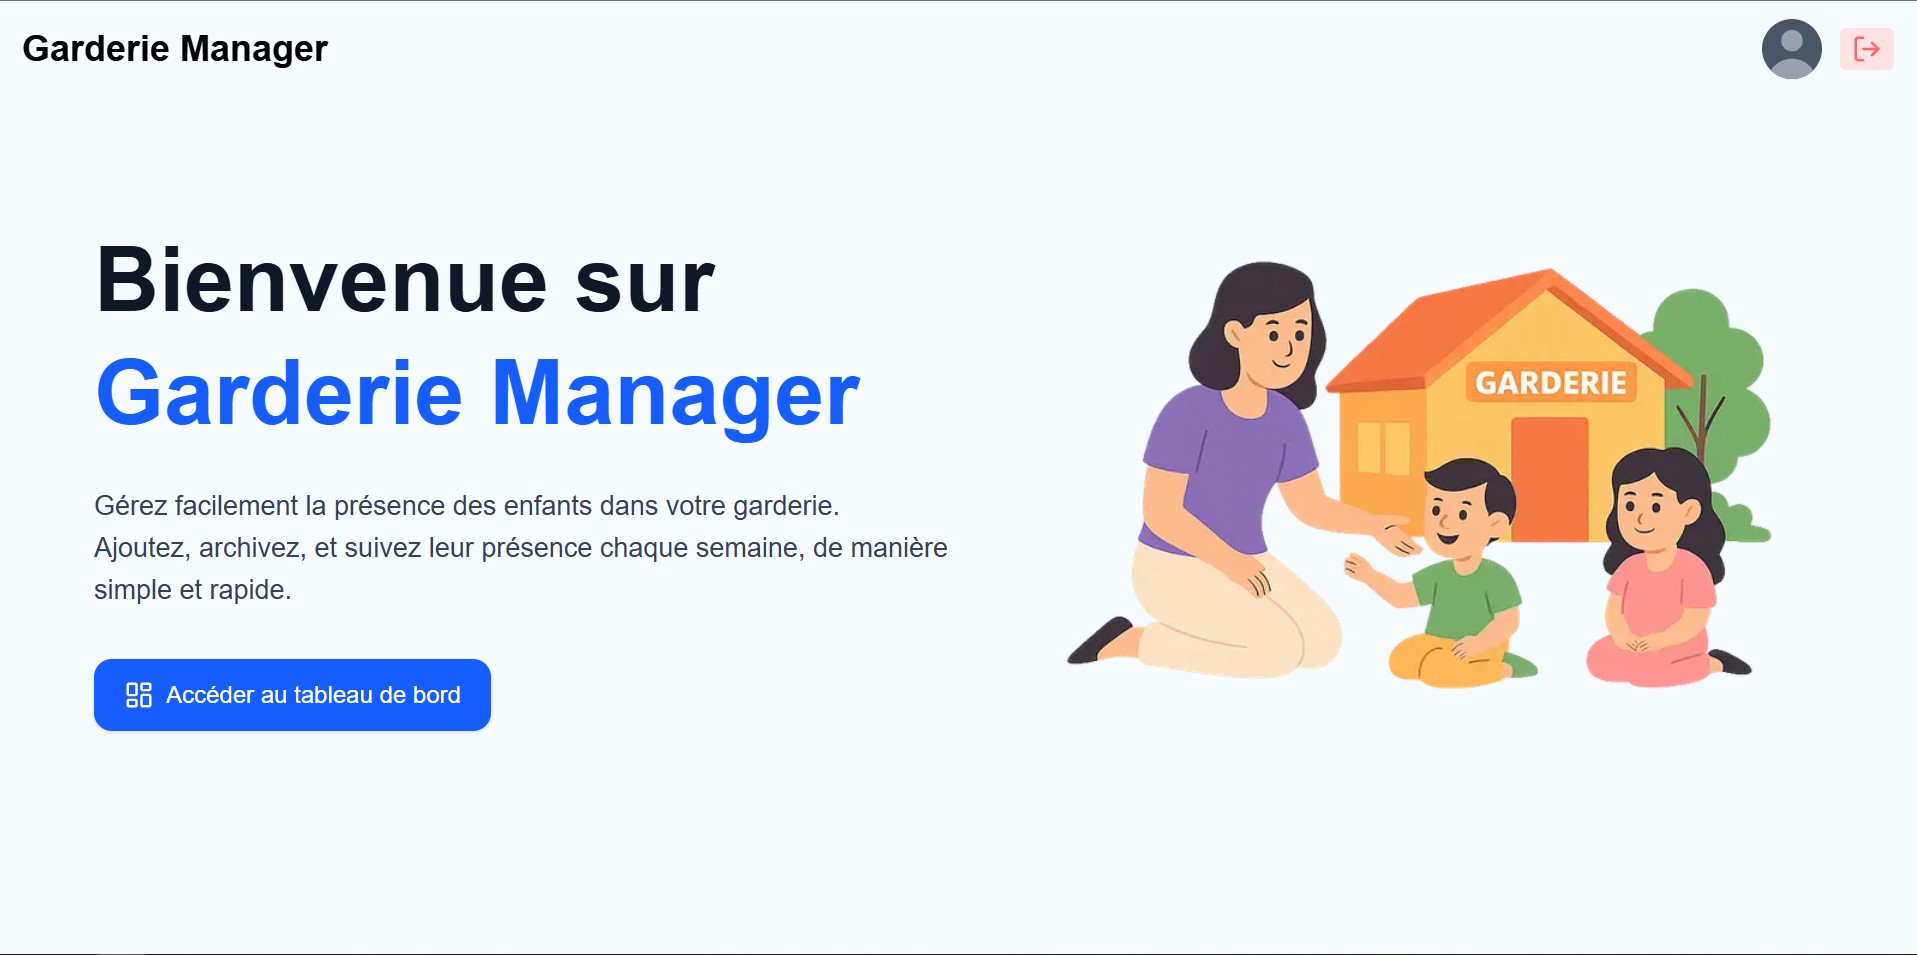 Garderie Manager
Bienvenue sur
Garderie Manager
Gérez facilement la présence des enfants dans votre garderie.
Ajoutez, archivez, et suivez leur présence chaque semaine, de manière
simple et rapide.
Accéder au tableau de bord
GARDERIE